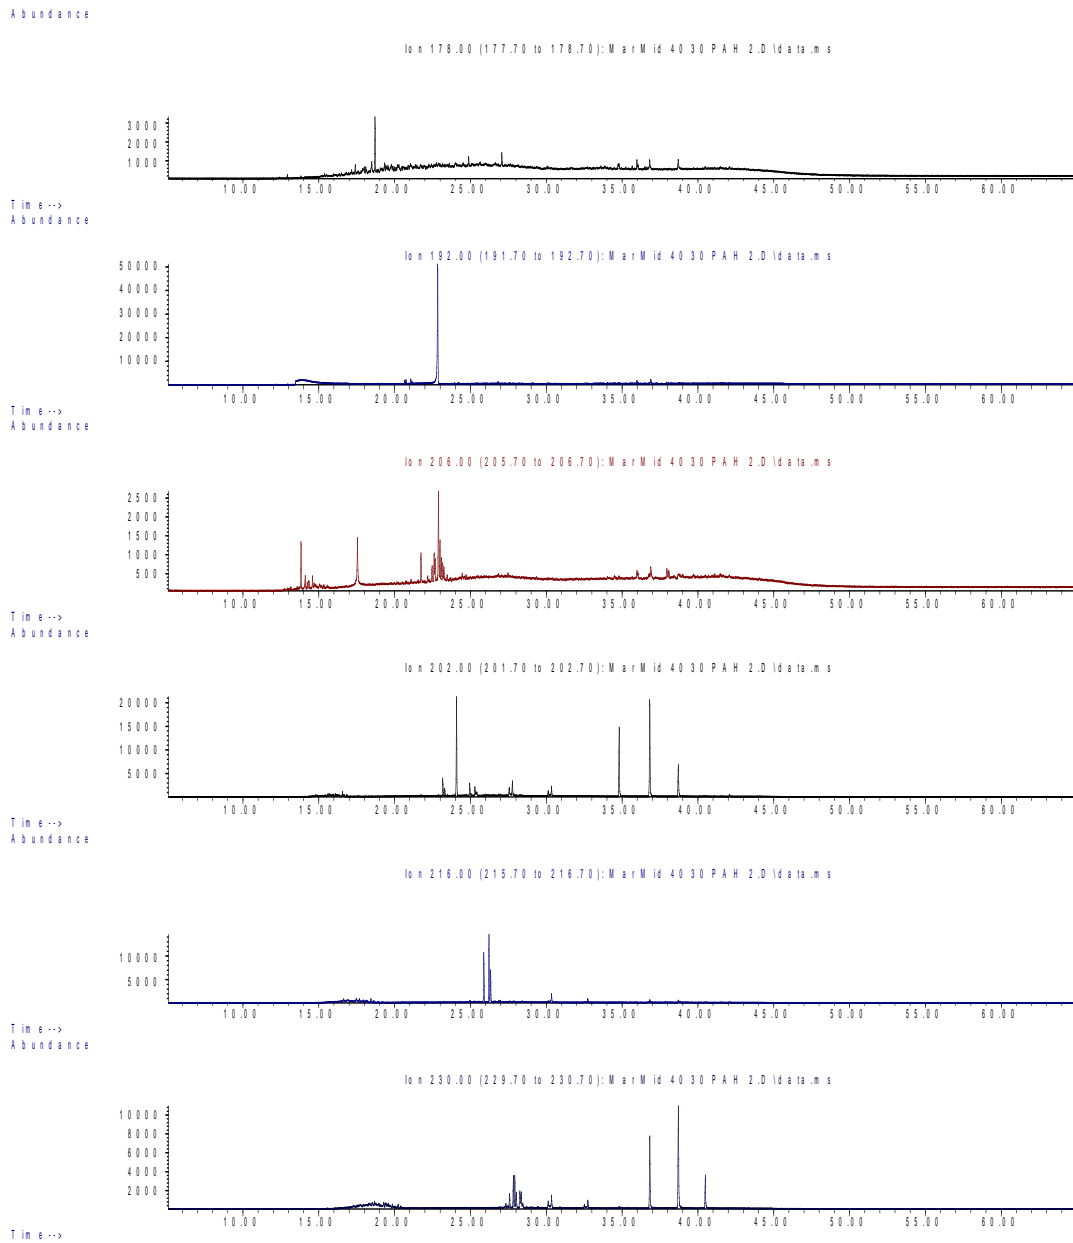 Abundance
Ion 178.00 (177.70 to 178.70): MarMid 4030 PAH 2.D\data.ms
3000
2000
1000
10.00 15.00 20.00 25.00 30.00 35.00 40.00 45.00 50.00 55.00 60.00
Time-->
Abundance
Ion 192.00 (191.70 to 192.70): MarMid 4030 PAH 2.D\data.ms
50000
40000
30000
20000
10000
10.00 15.00 20.00 25.00 30.00 35.00 40.00 45.00 50.00 55.00 60.00
Time-->
Abundance
Ion 206.00 (205.70 to 206.70): MarMid 4030 PAH 2.D\data.ms
2500
2000
1500
1000
500
10.00 15.00 20.00 25.00 30.00 35.00 40.00 45.00 50.00 55.00 60.00
Time-->
Abundance
Ion 202.00 (201.70 to 202.70): MarMid 4030 PAH 2.D\data.ms
20000
15000
10000
5000
10.00 15.00 20.00 25.00 30.00 35.00 40.00 45.00 50.00 55.00 60.00
Time-->
Abundance
Ion 216.00 (215.70 to 216.70): MarMid 4030 PAH 2.D\data.ms
10000
5000
10.00 15.00 20.00 25.00 30.00 35.00 40.00 45.00 50.00 55.00 60.00
Time-->
Abundance
Ion 230.00 (229.70 to 230.70): MarMid 4030 PAH 2.D\data.ms
10000
8000
6000
4000
2000
10.00 15.00 20.00 25.00 30.00 35.00 40.00 45.00 50.00 55.00 60.00
Time-->